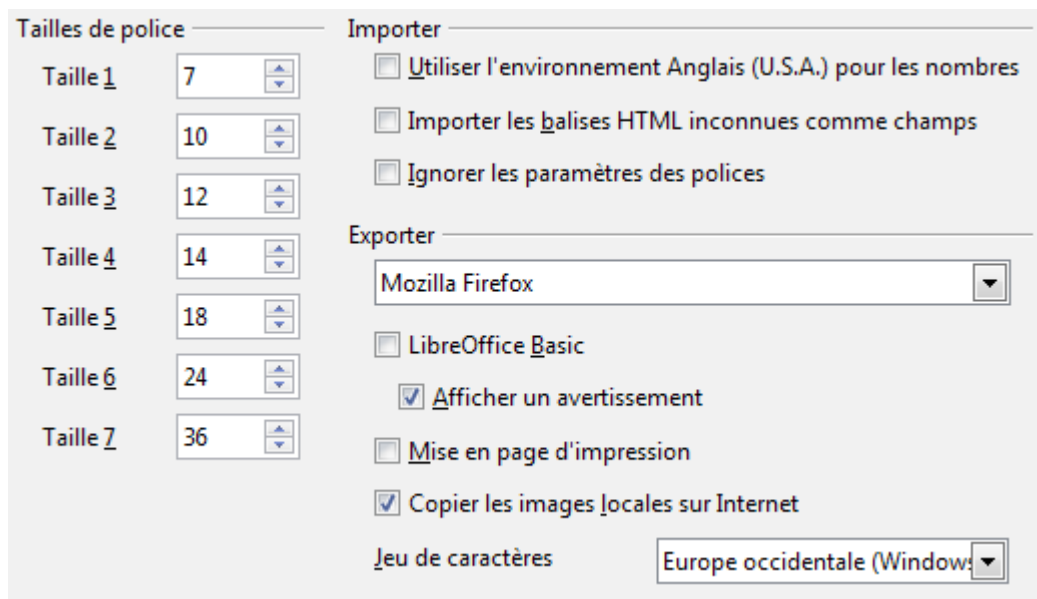 Tailles de police
Taille 1 7
Taille 2 10
Taille 3 12
Taille 4 14
Taille 5 18
Taille 6 24
Taille 7 36
Importer
Utiliser l'environnement Anglais (U.S.A.) pour les nombres
Importer les balises HTML inconnues comme champs
Ignorer les paramètres des polices
Exporter
Mozilla Firefox
LibreOffice Basic
Afficher un avertissement
Mise en page d'impression
Copier les images locales sur Internet
Jeu de caractères Europe occidentale (Windows